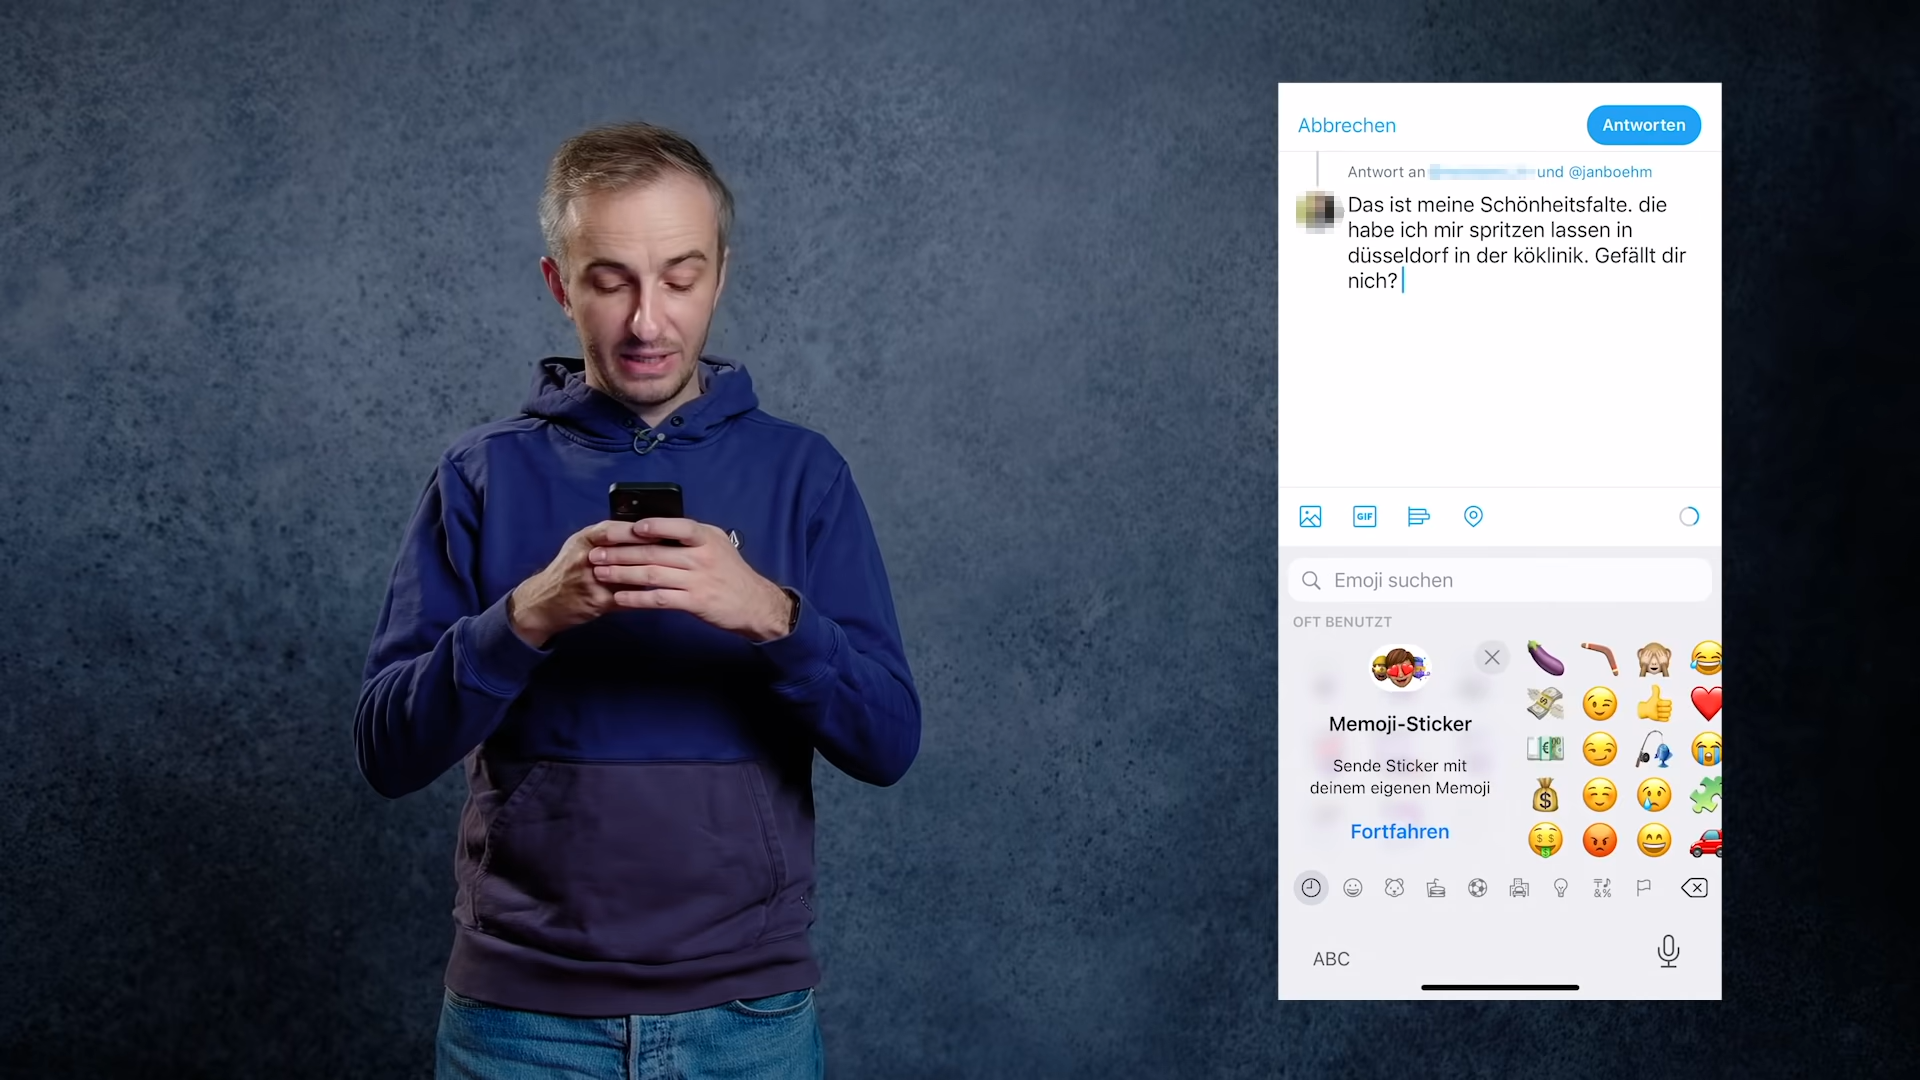 Abbrechen
Antworten
Antwort an und @janboehm
Das ist meine Schönheitsfalte. die
habe ich mir spritzen lassen in
düsseldorf in der köklinik. Gefällt dir
nich?
GIF
Emoji suchen
OFT BENUTZT
Memoji-Sticker
Sende Sticker mit
deinem eigenen Memoji
Fortfahren
ABC